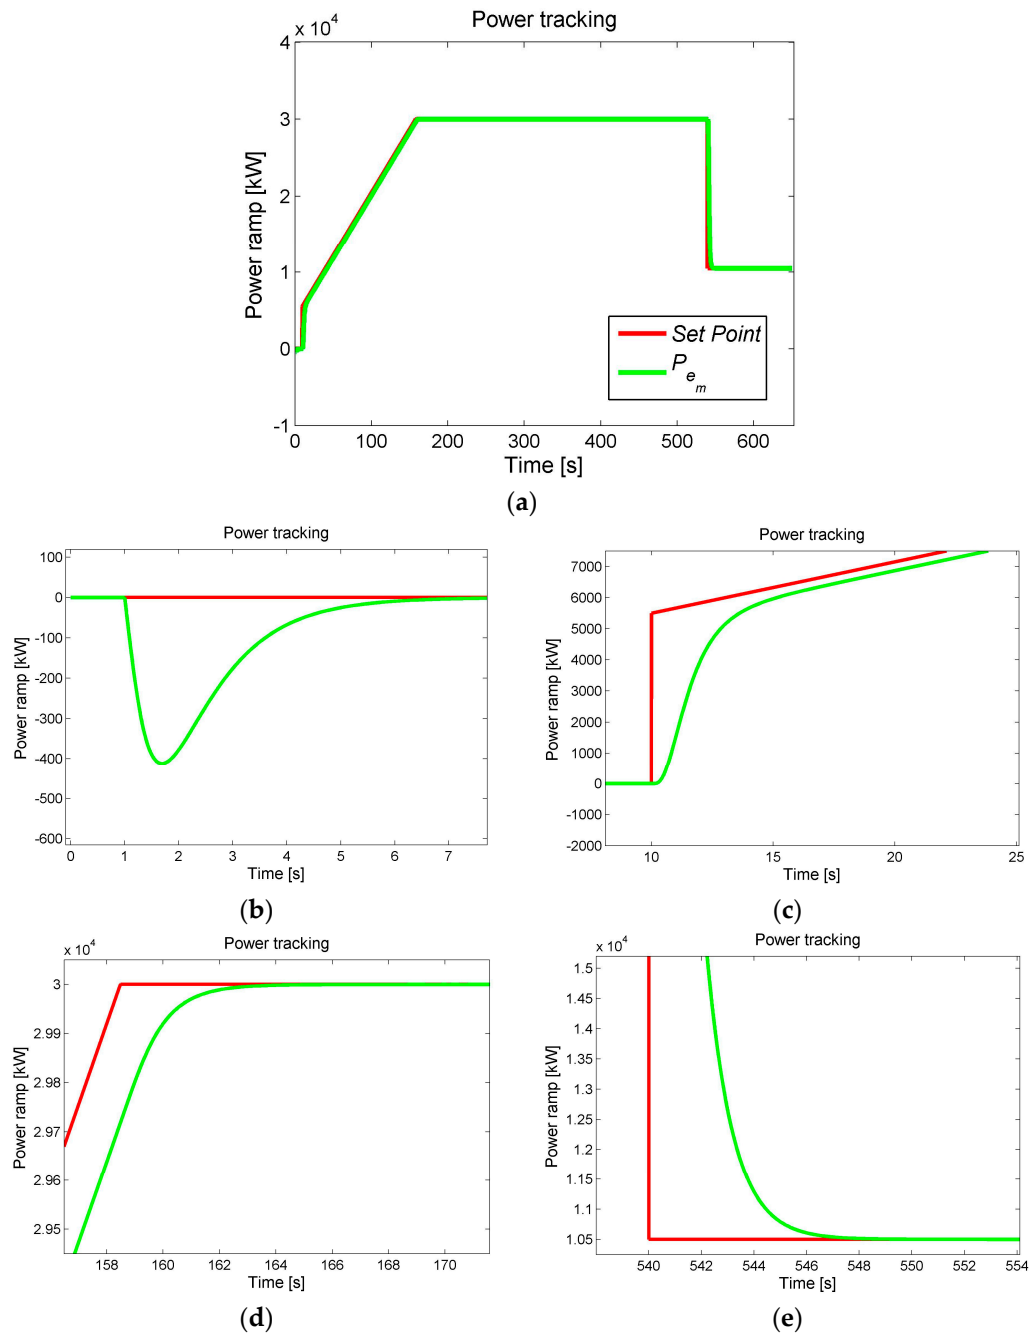 Power tracking
x 10^4
4
3
2
1
0
-1
Power ramp [kW]
0 100 200 300 400 500 600
Time [s]
Set Point
P_{e_m}
(a)
Power tracking
100
0
-100
-200
-300
-400
-500
-600
Power ramp [kW]
0 1 2 3 4 5 6 7
Time [s]
(b)
Power tracking
7000
6000
5000
4000
3000
2000
1000
0
-1000
-2000
Power ramp [kW]
10 15 20 25
Time [s]
(c)
Power tracking
x 10^4
3
2.99
2.98
2.97
2.96
2.95
Power ramp [kW]
158 160 162 164 166 168 170
Time [s]
(d)
Power tracking
x 10^4
1.5
1.45
1.4
1.35
1.3
1.25
1.2
1.15
1.1
1.05
Power ramp [kW]
540 542 544 546 548 550 552 554
Time [s]
(e)